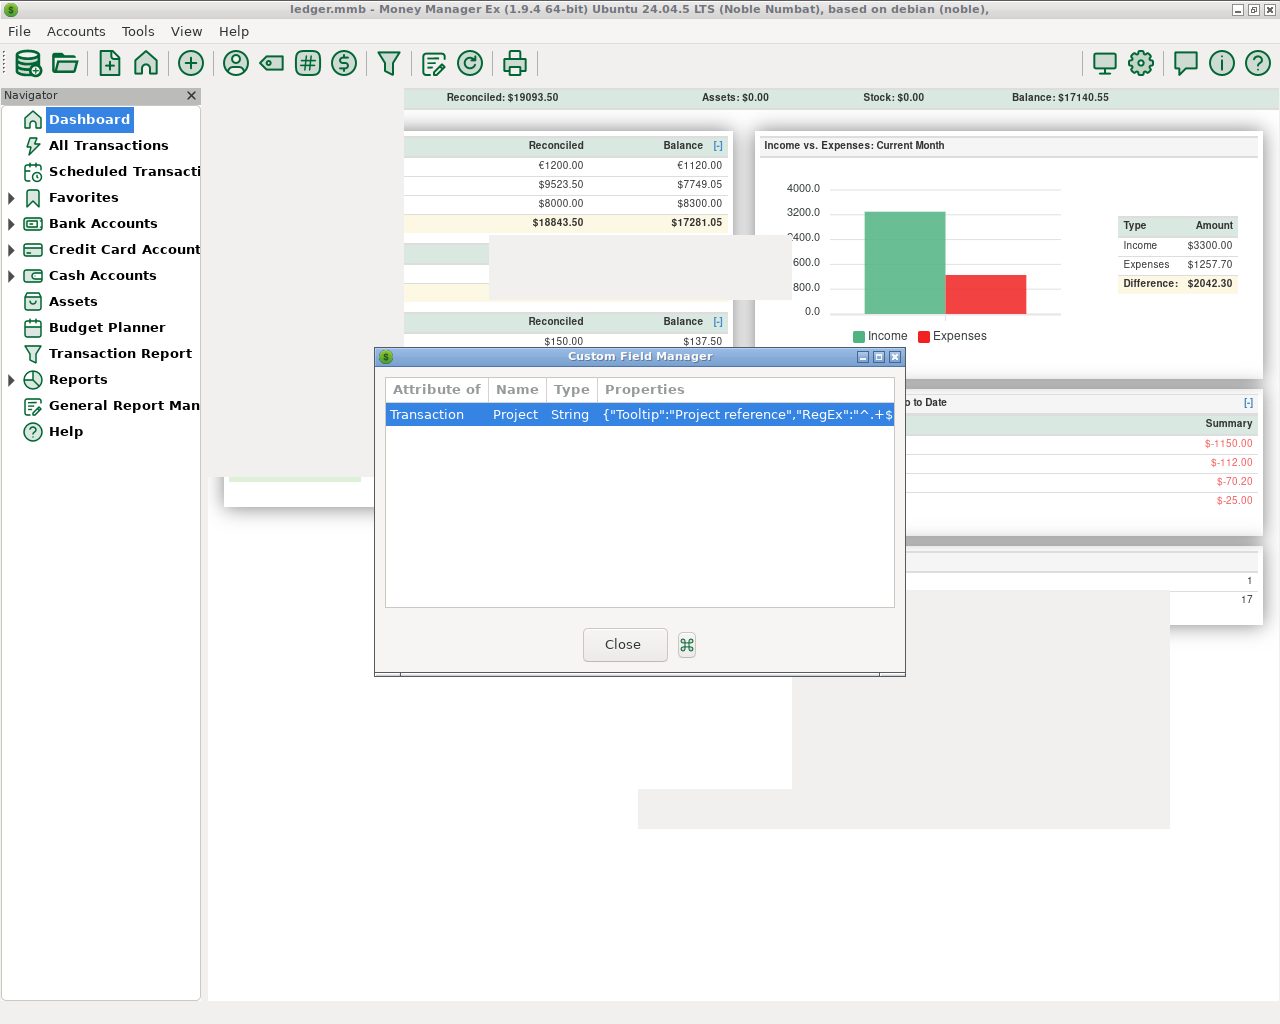 ledger.mmb - Money Manager Ex (1.9.4 64-bit) Ubuntu 24.04.5 LTS (Noble Numbat), based on debian (noble),
File Accounts Tools View Help
Navigator
Dashboard
All Transactions
Scheduled Transacti
Favorites
Bank Accounts
Credit Card Account
Cash Accounts
Assets
Budget Planner
Transaction Report
Reports
General Report Man
Help
Reconciled: $19093.50 Assets: $0.00 Stock: $0.00 Balance: $17140.55
Reconciled Balance [-]
€1200.00 €1120.00
$9523.50 $7749.05
$8000.00 $8300.00
$18843.50 $17281.05
Reconciled Balance [-]
$150.00 $137.50
Income vs. Expenses: Current Month
4000.0
3200.0
2400.0
600.0
800.0
0.0
Income Expenses
Type Amount
Income $3300.00
Expenses $1257.70
Difference: $2042.30
Custom Field Manager
Attribute of Name Type Properties
Transaction Project String {"Tooltip":"Project reference","RegEx":"^.+$
Close
o to Date [-]
Summary
$-1150.00
$-112.00
$-70.20
$-25.00
1
17